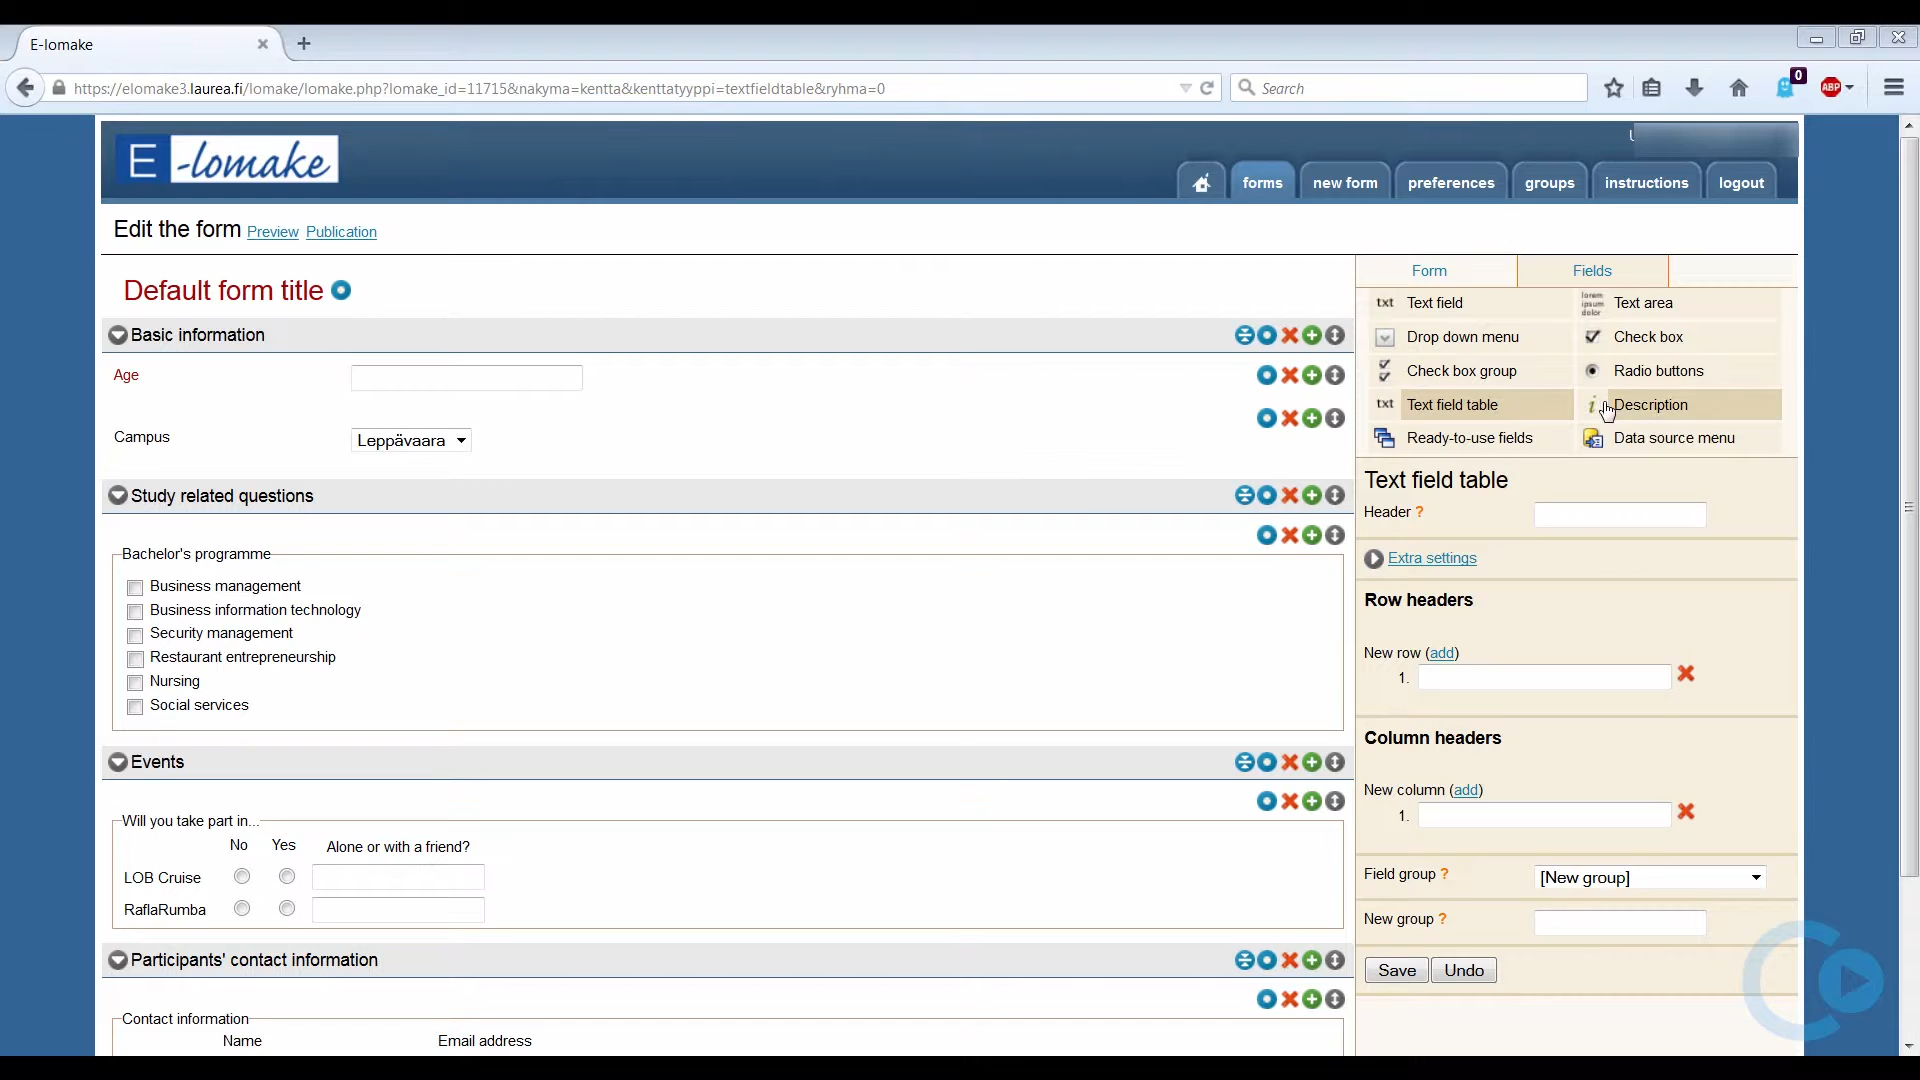 E-lomake
https://elomake3.laurea.fi/lomake/lomake.php?lomake_id=11715&nakyma=kentta&kenttatyyppi=textfieldtable&ryhma=0
Search
0
ABP
E -lomake
forms
new form
preferences
groups
instructions
logout
Edit the form Preview Publication
Form
Fields
Default form title
txt Text field
lorem ipsum dolor Text area
Drop down menu
Check box
Check box group
Radio buttons
txt Text field table
i Description
Ready-to-use fields
Data source menu
Basic information
Age
Campus
Leppävaara
Study related questions
Bachelor's programme
Business management
Business information technology
Security management
Restaurant entrepreneurship
Nursing
Social services
Events
Will you take part in...
No Yes Alone or with a friend?
LOB Cruise
RaflaRumba
Participants' contact information
Contact information
Name Email address
Text field table
Header ?
Extra settings
Row headers
New row (add)
1.
Column headers
New column (add)
1.
Field group ? [New group]
New group ?
Save Undo